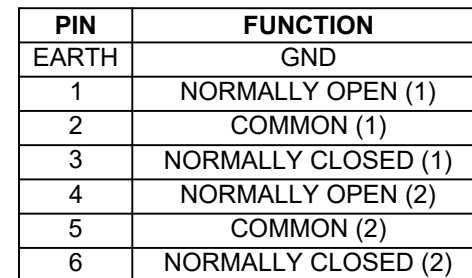 PIN FUNCTION
EARTH GND
1 NORMALLY OPEN (1)
2 COMMON (1)
3 NORMALLY CLOSED (1)
4 NORMALLY OPEN (2)
5 COMMON (2)
6 NORMALLY CLOSED (2)